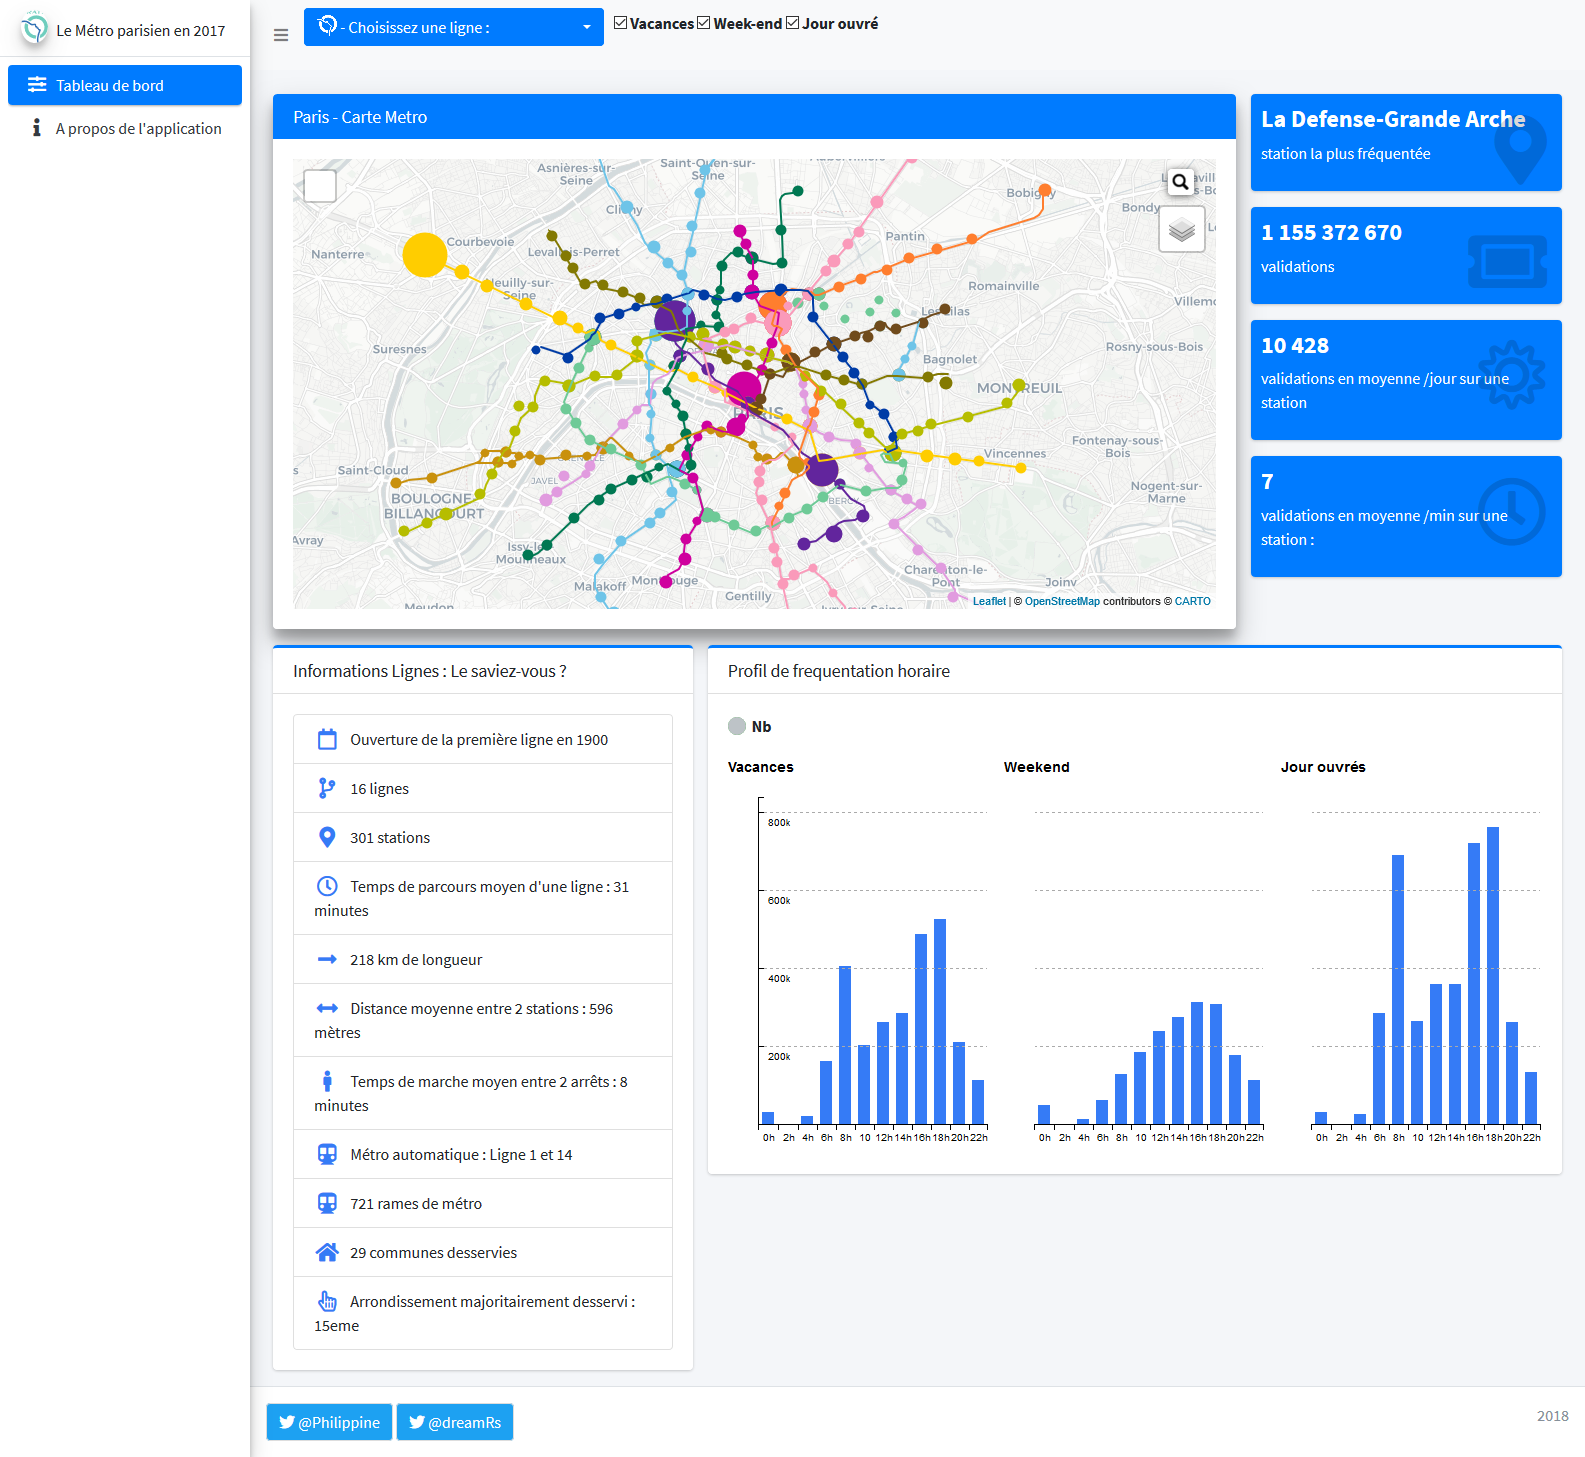 Le Métro parisien en 2017
- Choisissez une ligne :
Vacances
Week-end
Jour ouvré
Tableau de bord
A propos de l'application
Paris - Carte Metro
Asnières-sur-Seine
Saint-Ouen-sur-Seine
Clichy
Bobigny
Bondy
Nanterre
Courbevoie
Levallois-Perret
Pantin
Neuilly-sur-Seine
Romainville
Les Lilas
Suresnes
Rosny-sous-Bois
Bagnolet
MONTREUIL
PARIS
Fontenay-sous-Bois
Vincennes
Saint-Cloud
GRENELLE
JAVEL
BOULOGNE-BILLANCOURT
BERCY
Nogent-sur-Marne
Issy-les-Moulineaux
Malakoff
Montrouge
Gentilly
Charenton-le-Pont
Meudon
Leaflet | © OpenStreetMap contributors © CARTO
La Defense-Grande Arche
station la plus fréquentée
1 155 372 670
validations
10 428
validations en moyenne /jour sur une
station
7
validations en moyenne /min sur une
station :
Informations Lignes : Le saviez-vous ?
Ouverture de la première ligne en 1900
16 lignes
301 stations
Temps de parcours moyen d'une ligne : 31
minutes
218 km de longueur
Distance moyenne entre 2 stations : 596
mètres
Temps de marche moyen entre 2 arrêts : 8
minutes
Métro automatique : Ligne 1 et 14
721 rames de métro
29 communes desservies
Arrondissement majoritairement desservi :
15eme
Profil de frequentation horaire
Nb
Vacances
Weekend
Jour ouvrés
800k
600k
400k
200k
0h 2h 4h 6h 8h 10 12h 14h 16h 18h 20h 22h
0h 2h 4h 6h 8h 10 12h 14h 16h 18h 20h 22h
0h 2h 4h 6h 8h 10 12h 14h 16h 18h 20h 22h
@Philippine
@dreamRs
2018